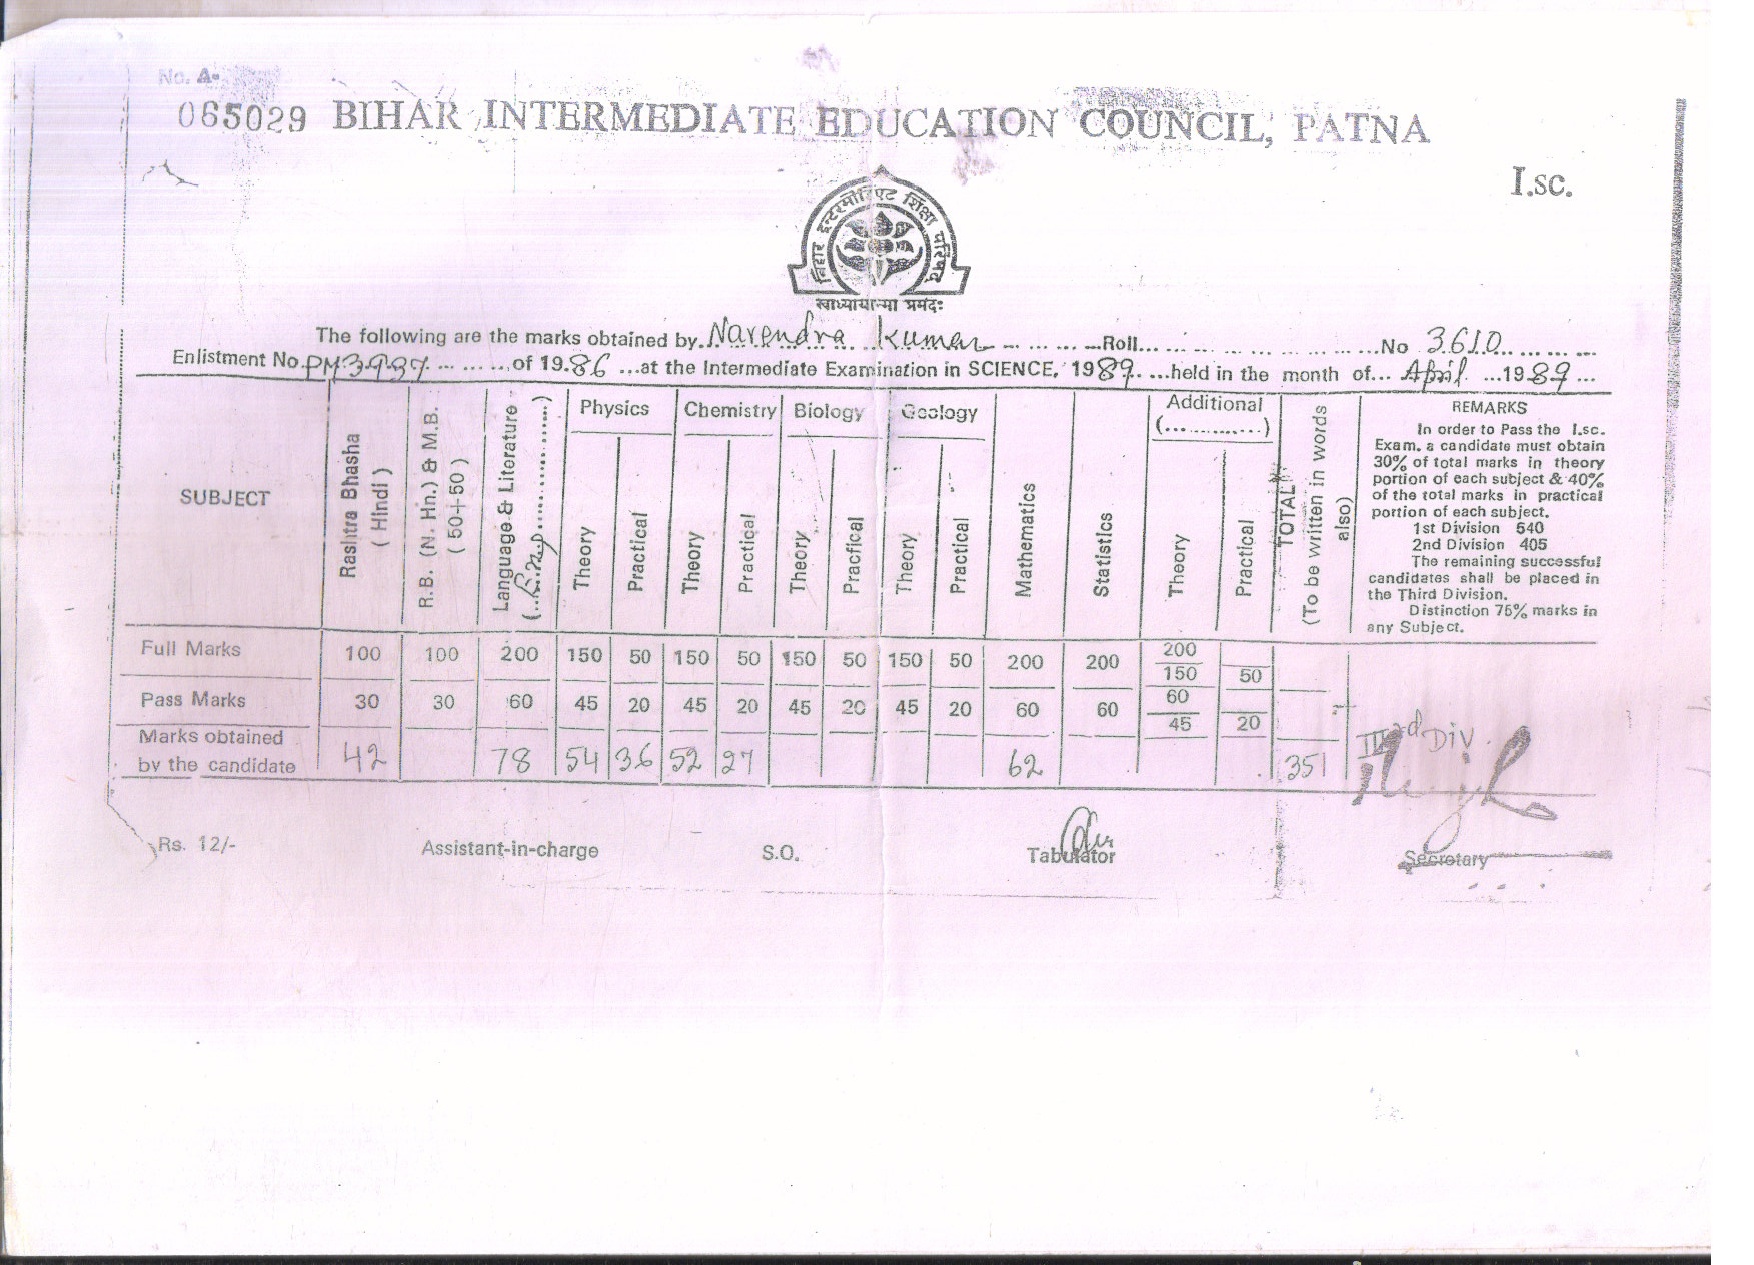 No. A-
065029 BIHAR INTERMEDIATE EDUCATION COUNCIL, PATNA
I.sc.
बिहार इन्टरमीडिएट शिक्षा परिषद्
स्वाध्यायान्मा प्रमदः
The following are the marks obtained by Narendra Kumar Roll No 3610
Enlistment No. PM3987 of 1986 at the Intermediate Examination in SCIENCE, 1989 held in the month of April 1989
SUBJECT
Rashtra Bhasha
( Hindi )
R.B. (N. Hn.) & M.B.
( 50+50 )
Language & Literature
Physics
Theory
Practical
Chemistry
Theory
Practical
Biology
Theory
Pracfical
Geology
Theory
Practical
Mathematics
Statistics
Additional
(...............)
Theory
Practical
TOTAL
(To be written in words
also)
REMARKS
In order to Pass the I.sc.
Exam. a candidate must obtain
30% of total marks in theory
portion of each subject & 40%
of the total marks in practical
portion of each subject.
1st Division 540
2nd Division 405
The remaining successful
candidates shall be placed in
the Third Division.
Distinction 75% marks in
any Subject.
Full Marks 100 100 200 150 50 150 50 150 50 150 50 200 200 200 150 50
Pass Marks 30 30 60 45 20 45 20 45 20 45 20 60 60 60 45 20
Marks obtained
by the candidate 42 78 54 36 52 27 62 351 IIIrd Div.
Rs. 12/- Assistant-in-charge S.O. Tabulator Secretary